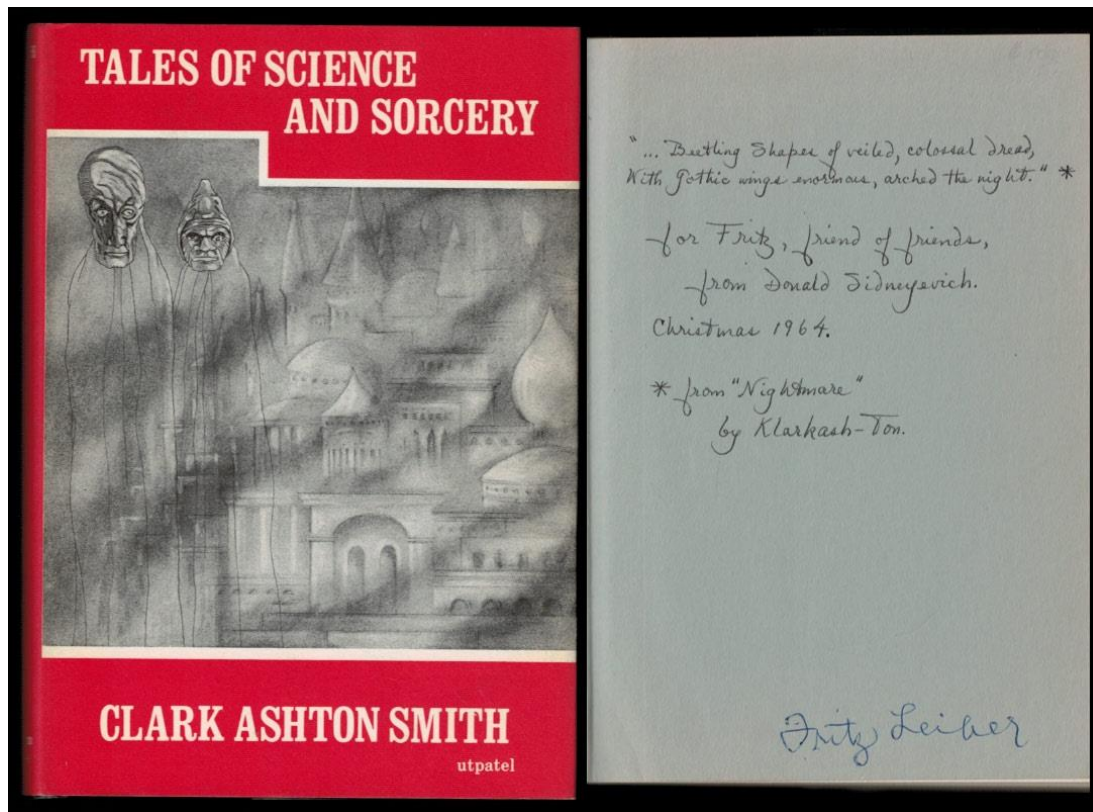 TALES OF SCIENCE
AND SORCERY
CLARK ASHTON SMITH
utpatel
"... Beetling Shapes of veiled, colossal dread,
With Gothic wings enormous, arched the night." *
for Fritz, friend of friends,
from Donald Sidneyevich.
Christmas 1964.
* from "Nightmare"
by Klarkash-Ton.
Fritz Leiber